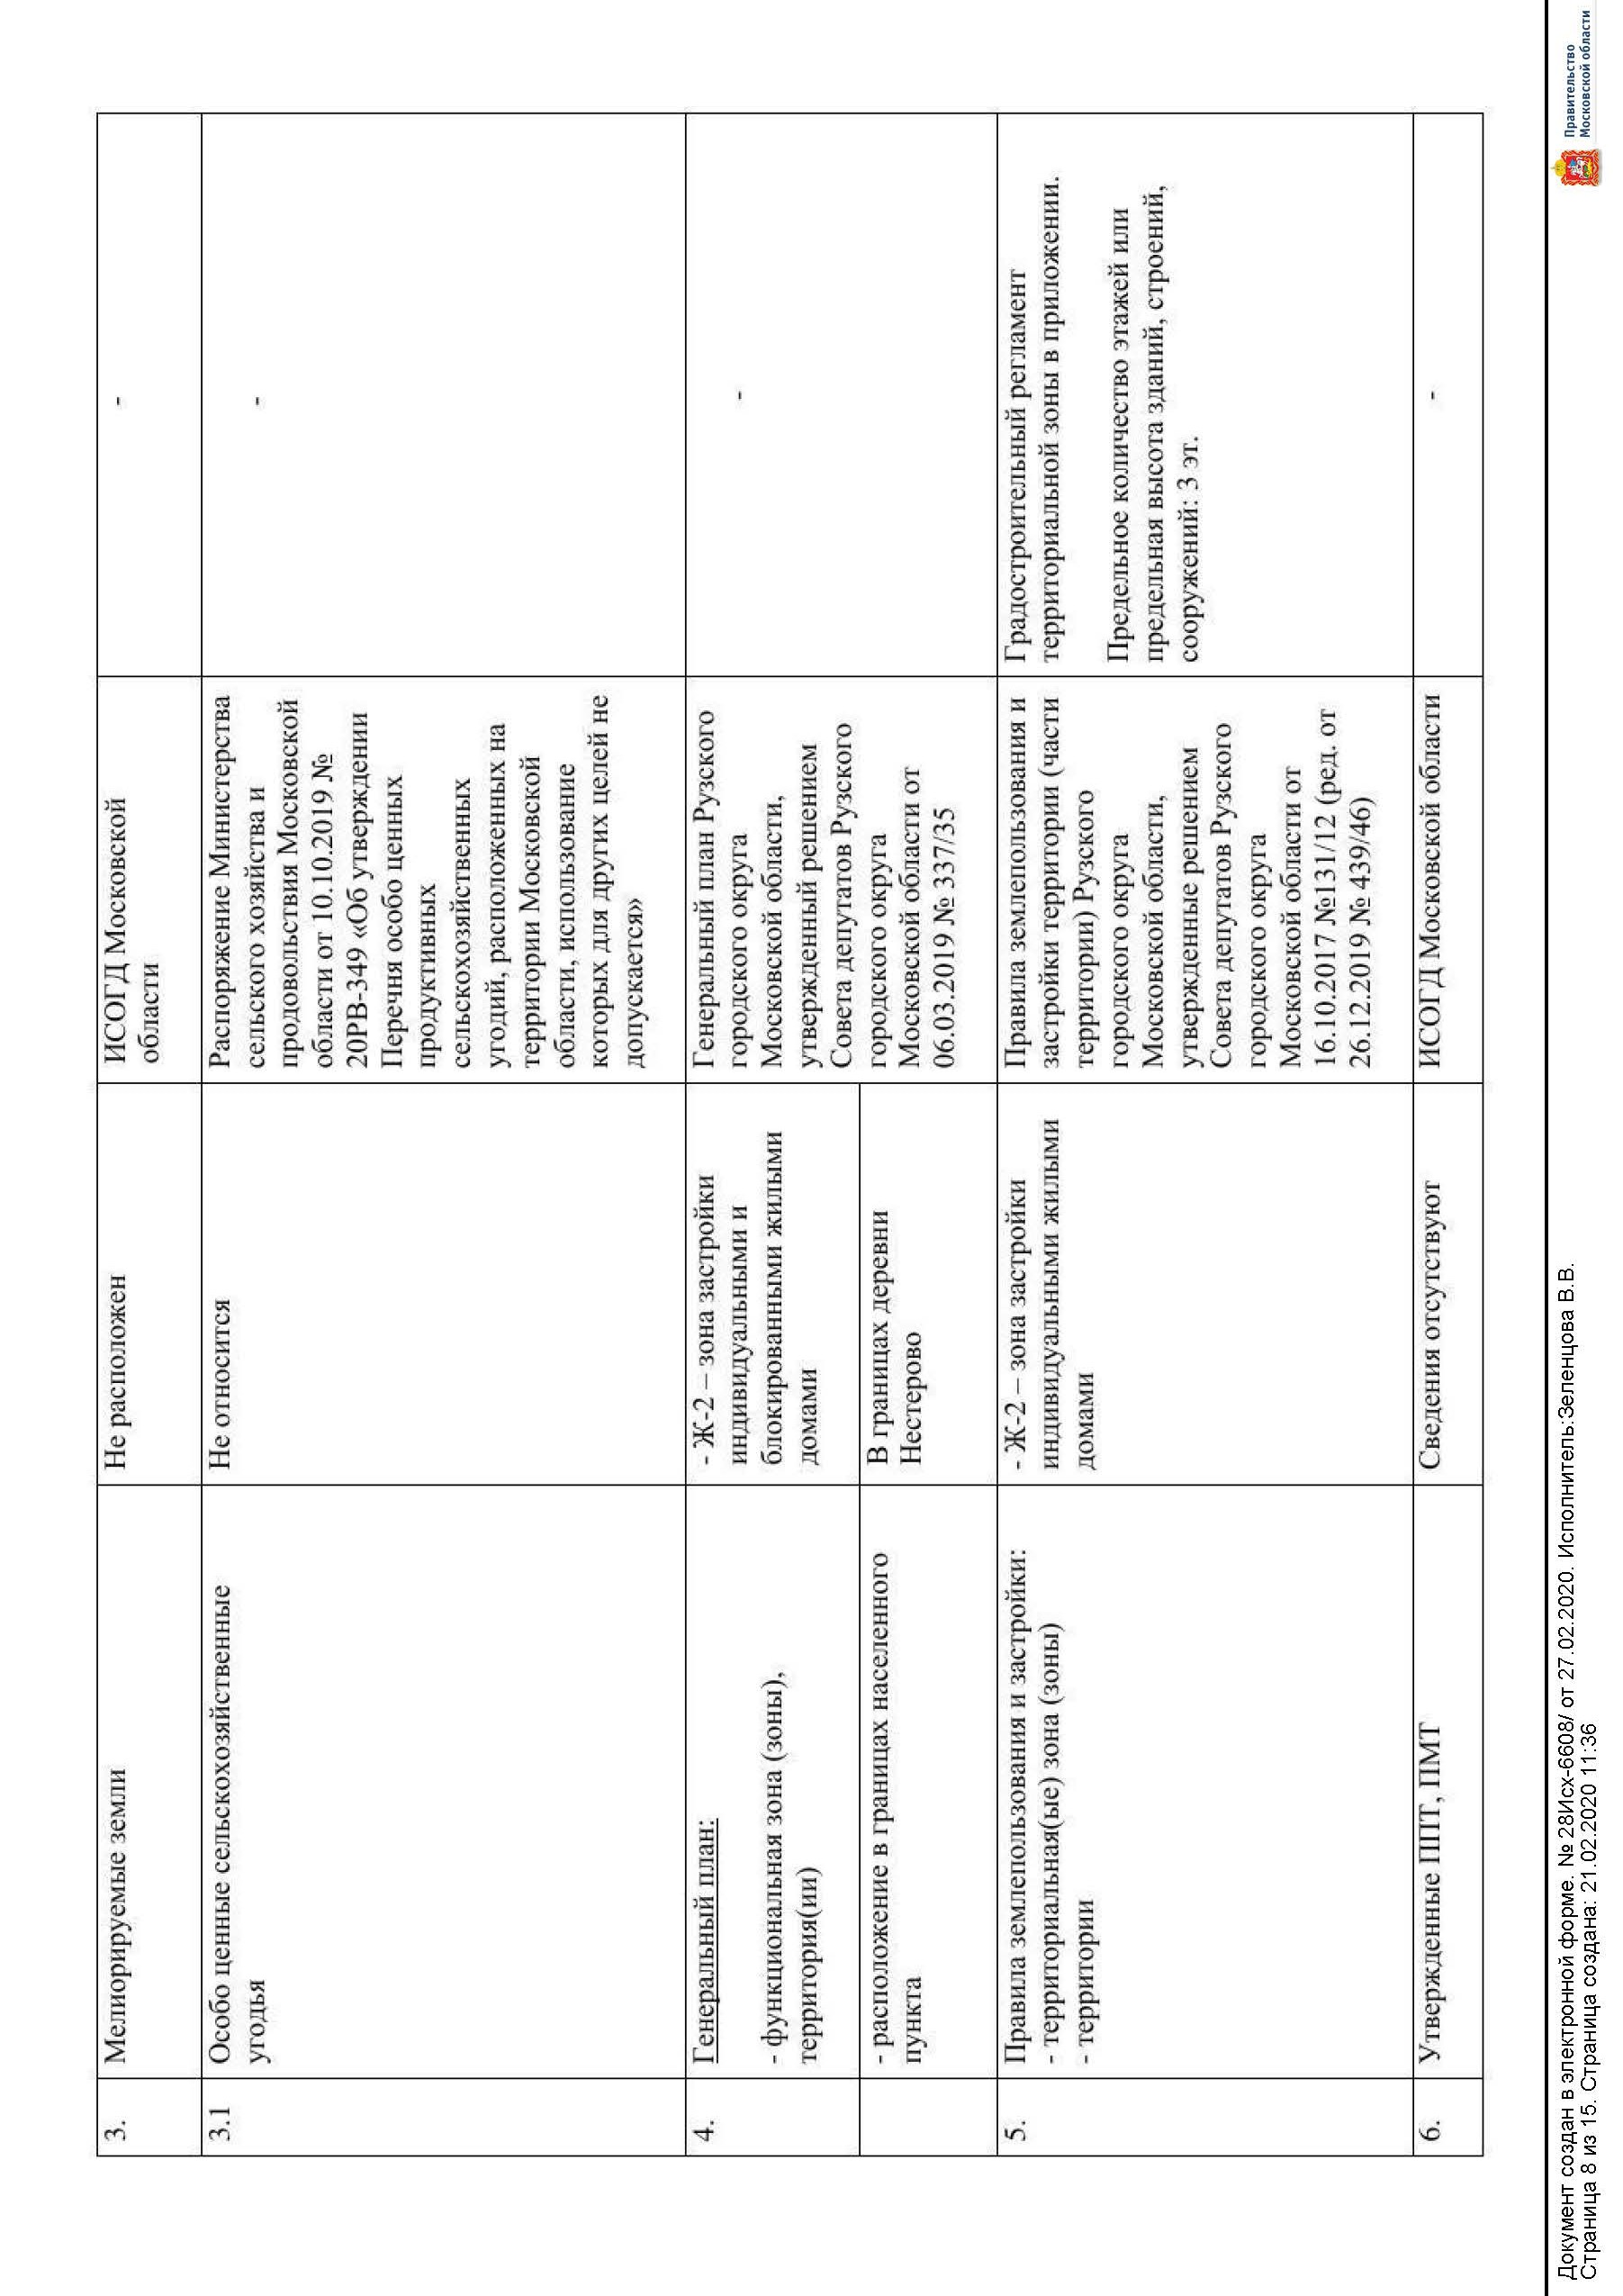 3.
Мелиорируемые земли
Не расположен
ИСОГД Московской
области
-
3.1
Особо ценные сельскохозяйственные
угодья
Не относится
Распоряжение Министерства
сельского хозяйства и
продовольствия Московской
области от 10.10.2019 №
20РВ-349 «Об утверждении
Перечня особо ценных
продуктивных
сельскохозяйственных
угодий, расположенных на
территории Московской
области, использование
которых для других целей не
допускается»
-
4.
Генеральный план:
- функциональная зона (зоны),
территория(ии)
- Ж-2 – зона застройки
индивидуальными и
блокированными жилыми
домами
Генеральный план Рузского
городского округа
Московской области,
утвержденный решением
Совета депутатов Рузского
городского округа
Московской области от
06.03.2019 № 337/35
-
- расположение в границах населенного
пункта
В границах деревни
Нестерово
5.
Правила землепользования и застройки:
- территориальная(ые) зона (зоны)
- территории
- Ж-2 – зона застройки
индивидуальными жилыми
домами
Правила землепользования и
застройки территории (части
территории) Рузского
городского округа
Московской области,
утвержденные решением
Совета депутатов Рузского
городского округа
Московской области от
16.10.2017 №131/12 (ред. от
26.12.2019 № 439/46)
Градостроительный регламент
территориальной зоны в приложении.
Предельное количество этажей или
предельная высота зданий, строений,
сооружений: 3 эт.
6.
Утвержденные ППТ, ПМТ
Сведения отсутствуют
ИСОГД Московской области
-
Документ создан в электронной форме. № 28Исх-6608/ от 27.02.2020. Исполнитель:Зеленцова В.В.
Страница 8 из 15. Страница создана: 21.02.2020 11:36
Правительство
Московской области